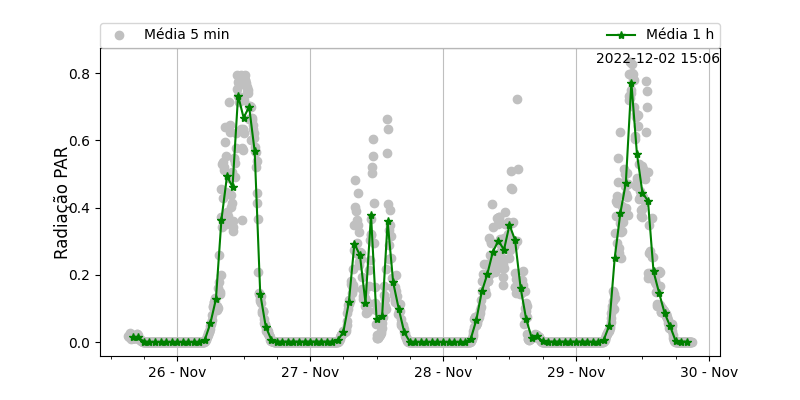 Média 5 min
Média 1 h
2022-12-02 15:06
Radiação PAR
0.8
0.6
0.4
0.2
0.0
26 - Nov
27 - Nov
28 - Nov
29 - Nov
30 - Nov